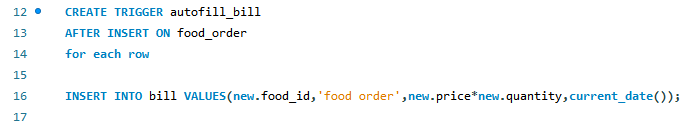 12 CREATE TRIGGER autofill_bill
13 AFTER INSERT ON food_order
14 for each row
15
16 INSERT INTO bill VALUES(new.food_id,'food order',new.price*new.quantity,current_date());
17